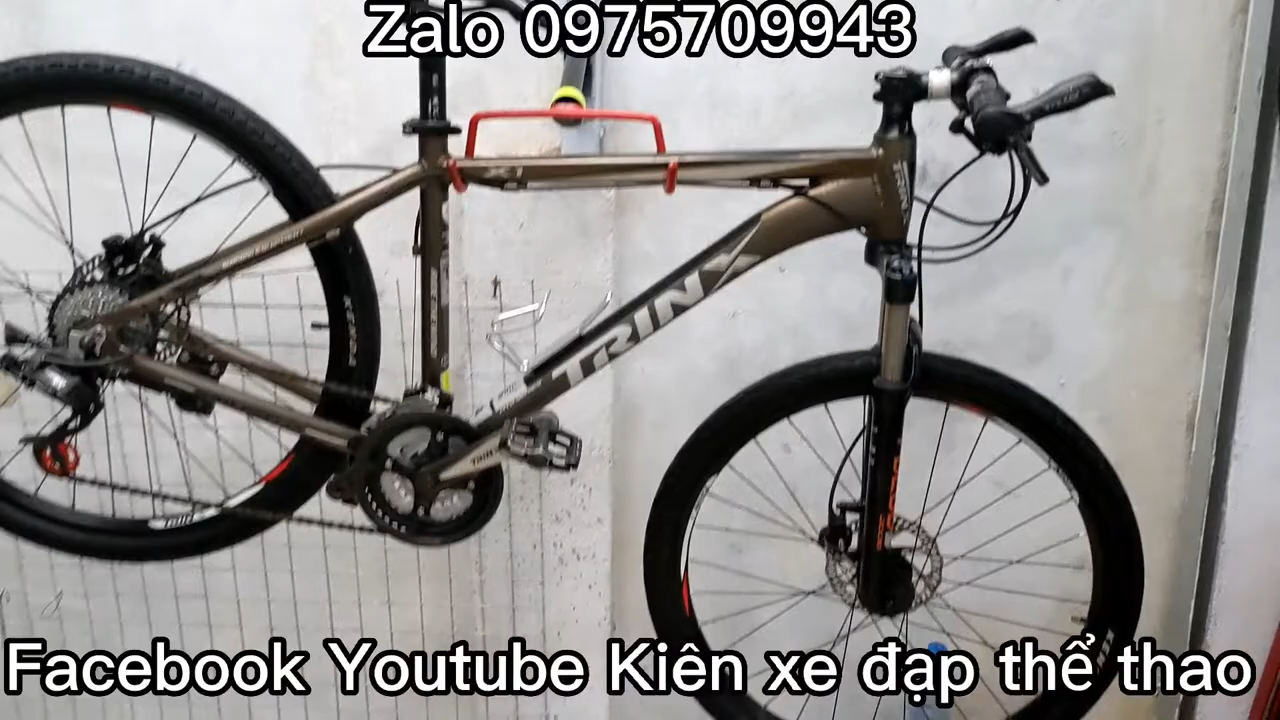 Zalo 0975709943
TRINX
Facebook Youtube Kiên xe đạp thể thao